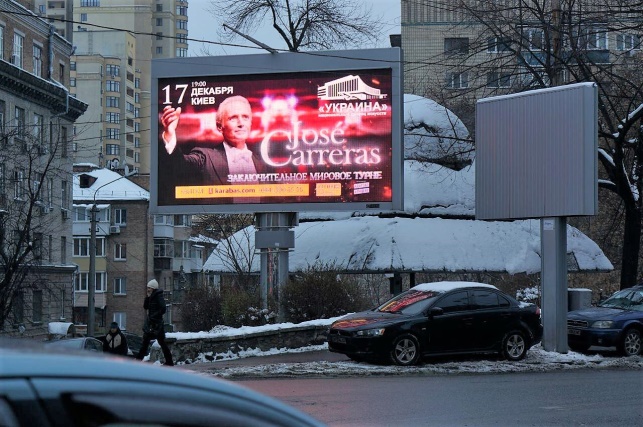 17 19:00
ДЕКАБРЯ
КИЕВ
"УКРАИНА"
José
Carreras
ЗАКЛЮЧИТЕЛЬНОЕ МИРОВОЕ ТУРНЕ
karabas.com